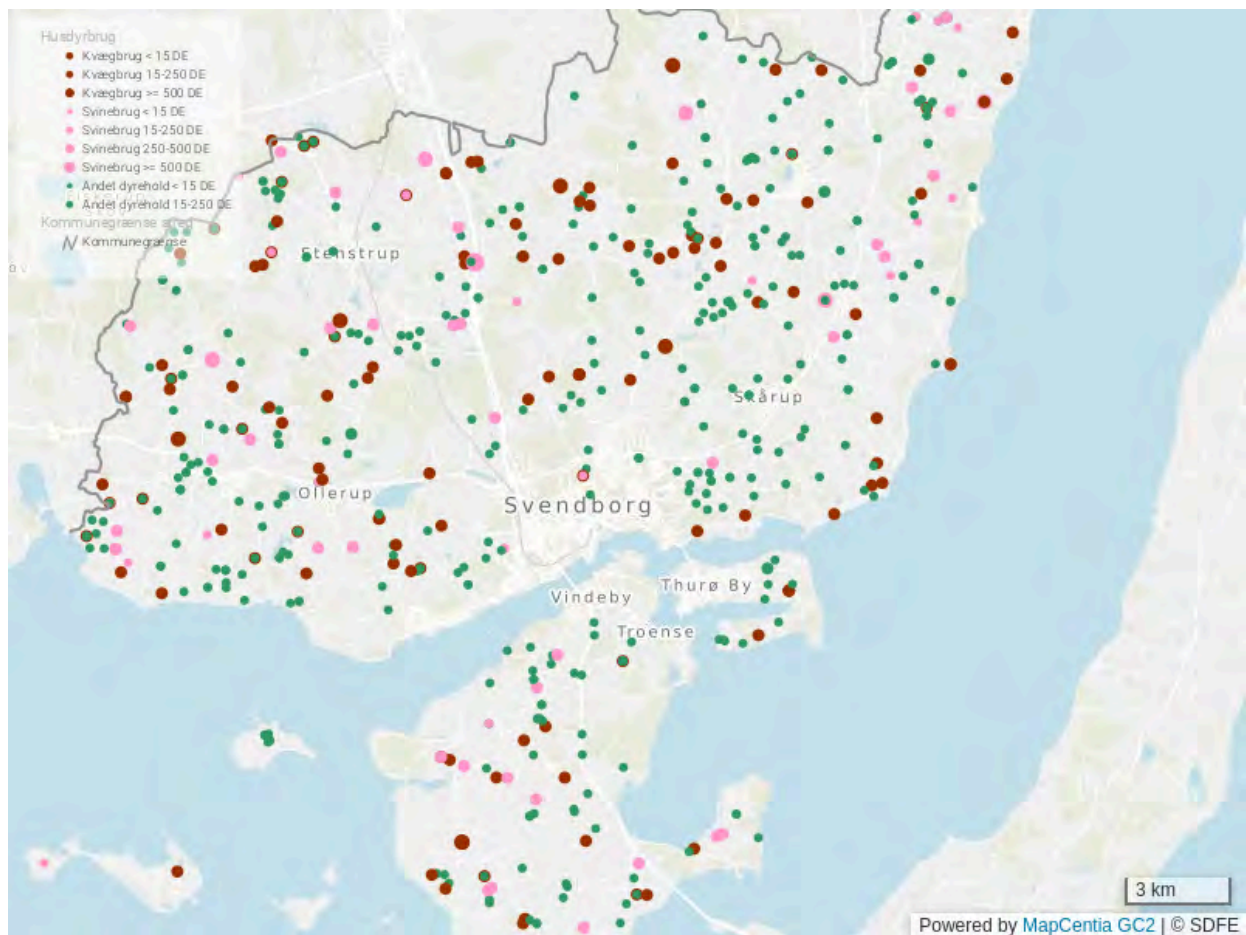 Husdyrbrug
Kvægbrug < 15 DE
Kvægbrug 15-250 DE
Kvægbrug >= 500 DE
Svinebrug < 15 DE
Svinebrug 15-250 DE
Svinebrug 250-500 DE
Svinebrug >= 500 DE
Andet dyrehold < 15 DE
Andet dyrehold 15-250 DE
Kommunegrænse
Stenstrup
Skårup
Ollerup
Svendborg
Vindeby
Thurø By
Troense
3 km
Powered by MapCentia GC2 | © SDFE